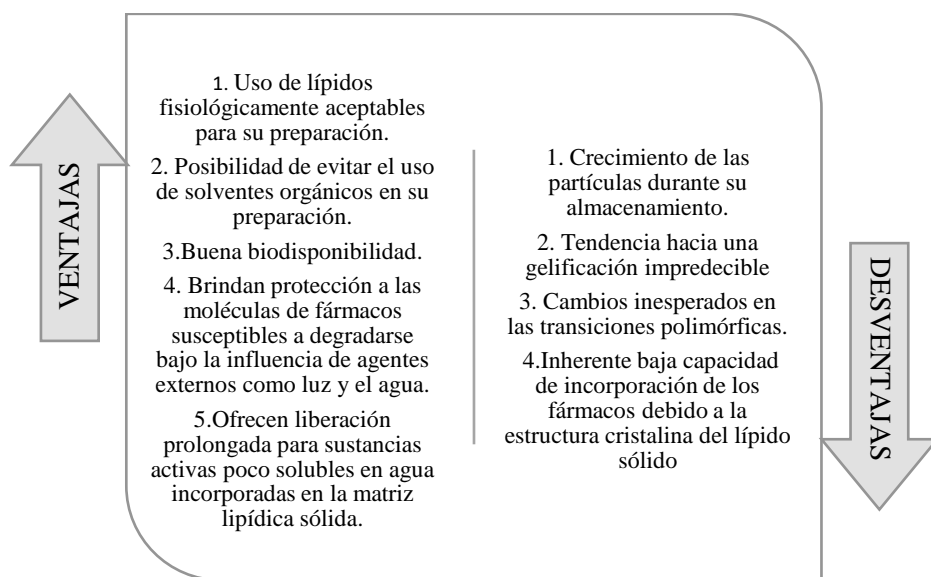 VENTAJAS
1. Uso de lípidos
fisiológicamente aceptables
para su preparación.
2. Posibilidad de evitar el uso
de solventes orgánicos en su
preparación.
3.Buena biodisponibilidad.
4. Brindan protección a las
moléculas de fármacos
susceptibles a degradarse
bajo la influencia de agentes
externos como luz y el agua.
5.Ofrecen liberación
prolongada para sustancias
activas poco solubles en agua
incorporadas en la matriz
lipídica sólida.
1. Crecimiento de las
partículas durante su
almacenamiento.
2. Tendencia hacia una
gelificación impredecible
3. Cambios inesperados en
las transiciones polimórficas.
4.Inherente baja capacidad
de incorporación de los
fármacos debido a la
estructura cristalina del lípido
sólido
DESVENTAJAS